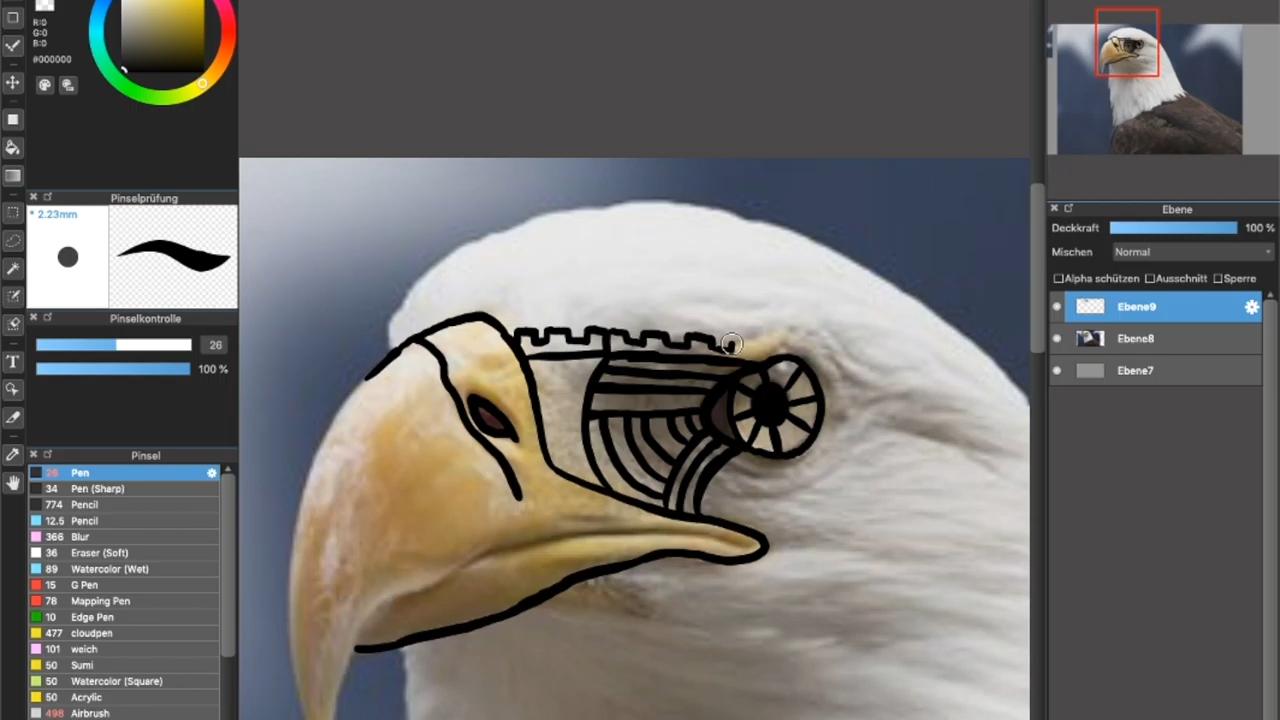 R:0
G:0
B:0
#000000
Pinselprüfung
* 2.23mm
Pinselkontrolle
26
100 %
Pinsel
26 Pen
34 Pen (Sharp)
774 Pencil
12.5 Pencil
366 Blur
36 Eraser (Soft)
89 Watercolor (Wet)
15 G Pen
78 Mapping Pen
10 Edge Pen
477 cloudpen
101 weich
50 Sumi
50 Watercolor (Square)
50 Acrylic
498 Airbrush
T
Ebene
Deckkraft 100 %
Mischen Normal
Alpha schützen Ausschnitt Sperre
Ebene9
Ebene8
Ebene7